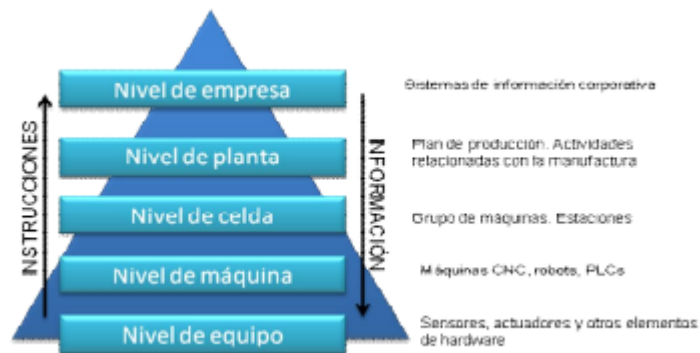 Nivel de empresa
Sistemas de información corporativa
Nivel de planta
Plan de producción. Actividades
relacionadas con la manufactura
Nivel de celda
Grupo de máquinas. Estaciones
Nivel de máquina
Máquinas CNC, robots, PLCs
Nivel de equipo
Sensores, actuadores y otros elementos
de hardware
INSTRUCCIONES
INFORMACIÓN